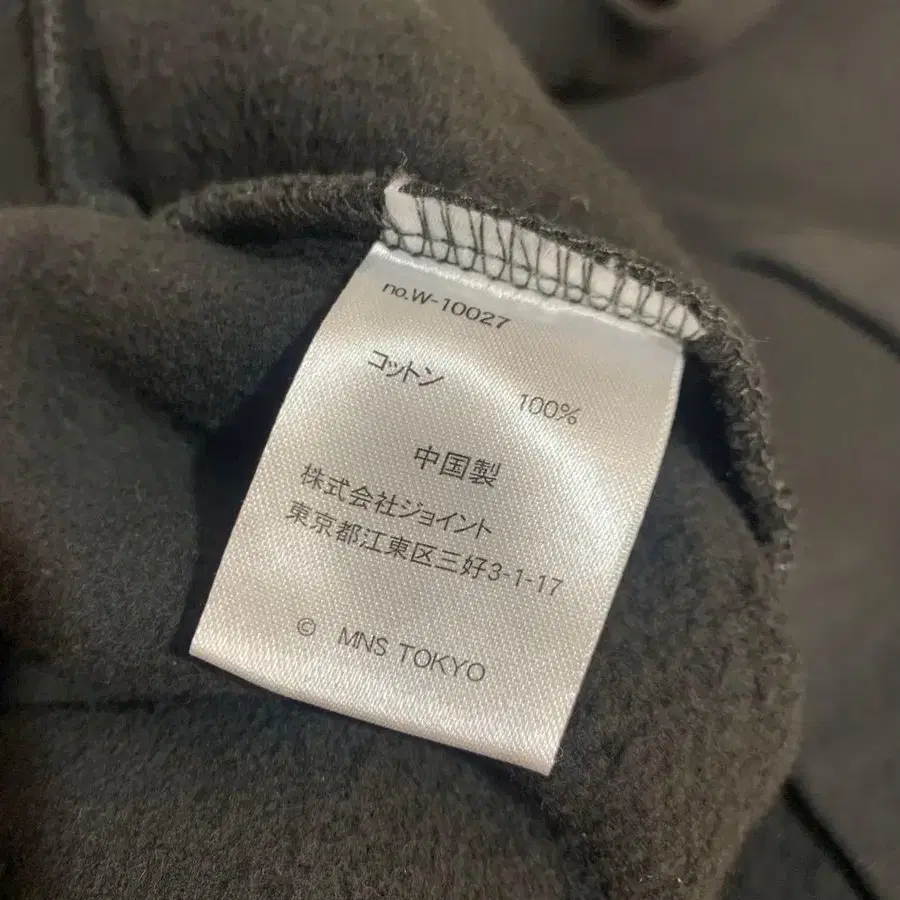 no.W-10027
コットン 100%
中国製
株式会社ジョイント
東京都江東区三好3-1-17
© MNS TOKYO